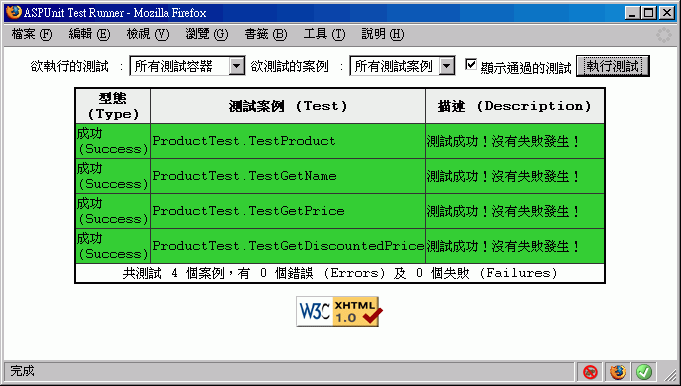 ASPUnit Test Runner - Mozilla Firefox
檔案 (F) 編輯 (E) 檢視 (V) 瀏覽 (G) 書籤 (B) 工具 (T) 說明 (H)
欲執行的測試 : 所有測試容器 欲測試的案例 : 所有測試案例 顯示通過的測試 執行測試
型態 (Type) 測試案例 (Test) 描述 (Description)
成功 (Success) ProductTest.TestProduct 測試成功!沒有失敗發生!
成功 (Success) ProductTest.TestGetName 測試成功!沒有失敗發生!
成功 (Success) ProductTest.TestGetPrice 測試成功!沒有失敗發生!
成功 (Success) ProductTest.TestGetDiscountedPrice 測試成功!沒有失敗發生!
共測試 4 個案例,有 0 個錯誤 (Errors) 及 0 個失敗 (Failures)
W3C XHTML 1.0
完成